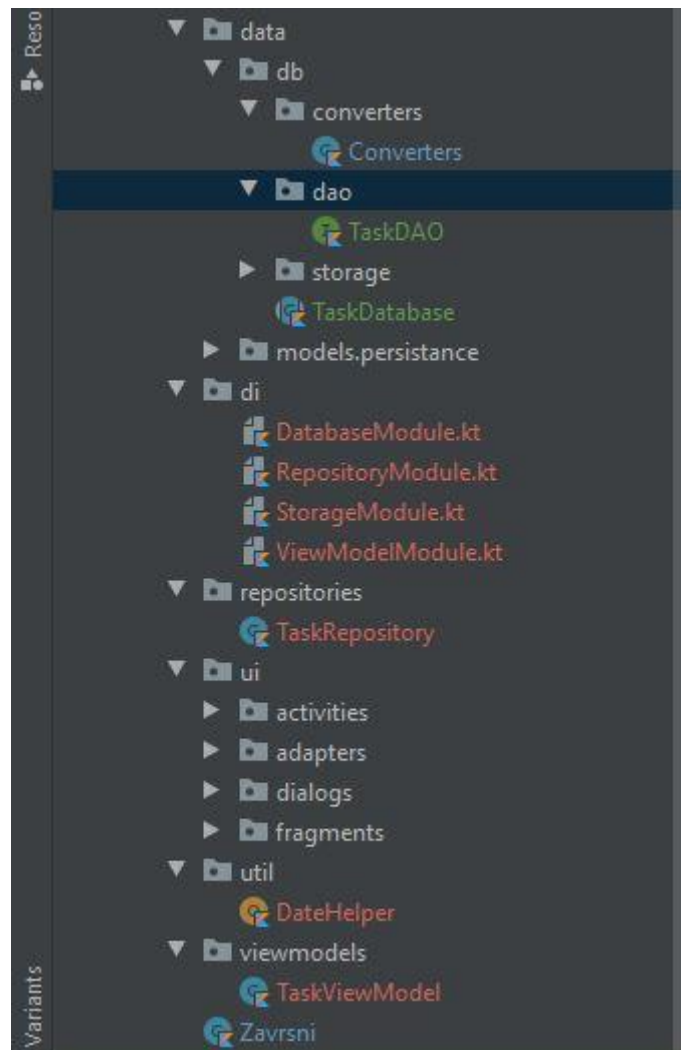 Reso
data
db
converters
Converters
dao
TaskDAO
storage
TaskDatabase
models.persistance
di
DatabaseModule.kt
RepositoryModule.kt
StorageModule.kt
ViewModelModule.kt
repositories
TaskRepository
ui
activities
adapters
dialogs
fragments
util
DateHelper
viewmodels
TaskViewModel
Zavrsni
Variants